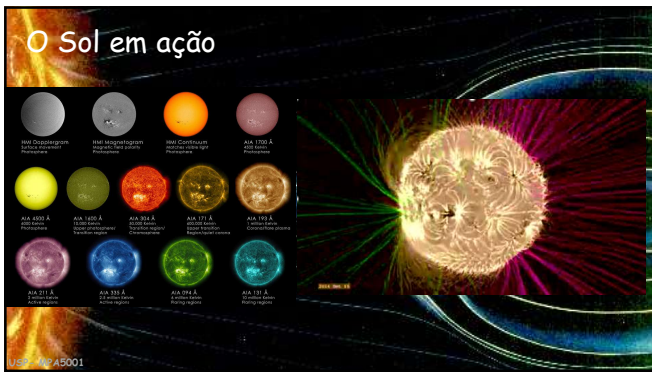 O Sol em ação
HMI Dopplergram
Surface movement
Photosphere
HMI Magnetogram
Magnetic field polarity
Photosphere
HMI Continuum
Matches visible light
Photosphere
AIA 1700 Å
4500 Kelvin
Photosphere
AIA 4500 Å
6000 Kelvin
Photosphere
AIA 1600 Å
10,000 Kelvin
Upper photosphere/
Transition region
AIA 304 Å
50,000 Kelvin
Transition region/
Chromosphere
AIA 171 Å
600,000 Kelvin
Upper transition
Region/quiet corona
AIA 193 Å
1 million Kelvin
Corona/flare plasma
AIA 211 Å
2 million Kelvin
Active regions
AIA 335 Å
2.5 million Kelvin
Active regions
AIA 094 Å
6 million Kelvin
Flaring regions
AIA 131 Å
10 million Kelvin
Flaring regions